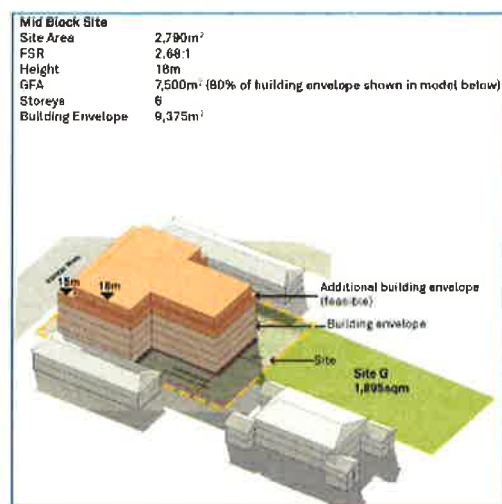 Mid Block Site
Site Area 2,790m²
FSR 2.68:1
Height 18m
GFA 7,500m² (80% of building envelope shown in model below)
Storeys 6
Building Envelope 9,375m²
15m
18m
Additional building envelope
(feasible)
Building envelope
Site
Site G
1,895sqm